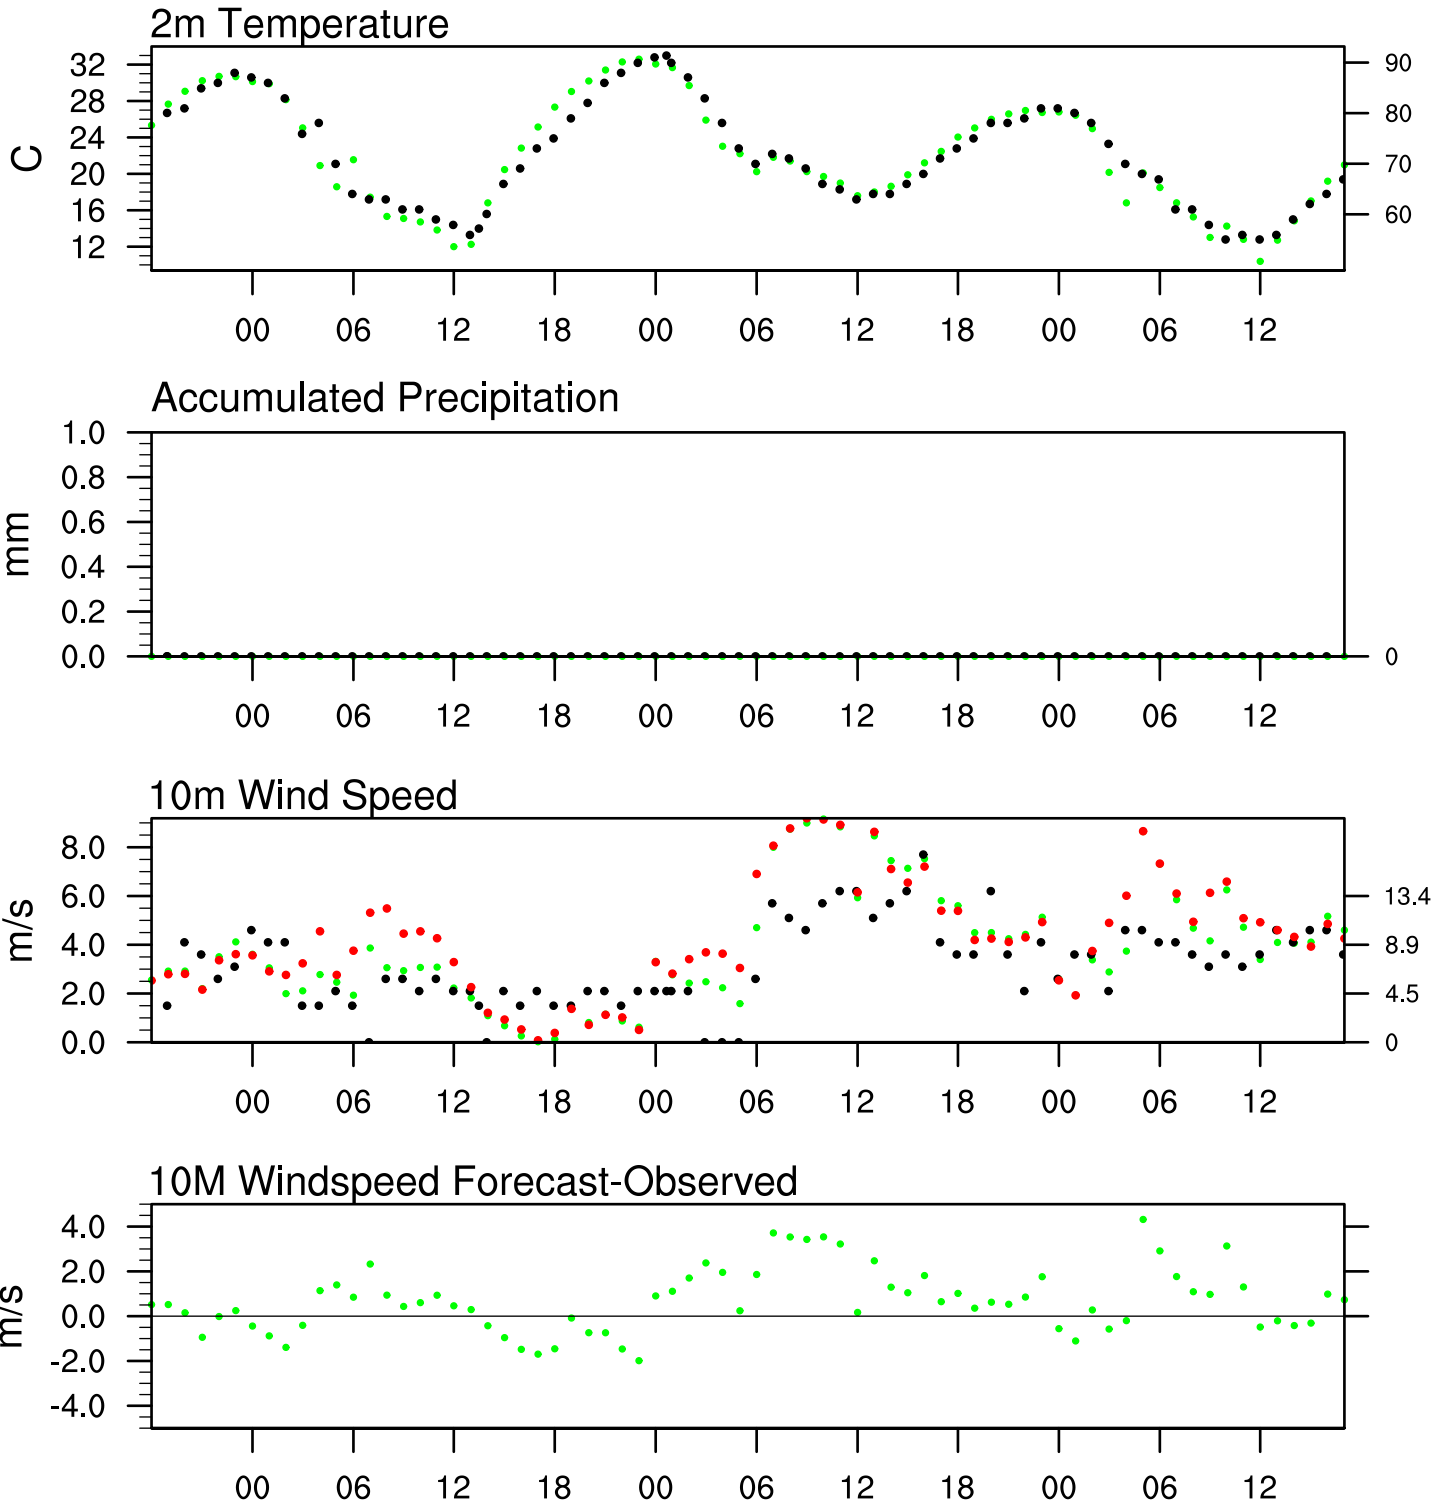 2m Temperature
32 90
28
80
24
C
20 70
16
60
12
00 06 12 18 00 06 12 18 00 06 12
Accumulated Precipitation
1.0
0.8
0.6
mm
0.4
0.2
0.0 0
00 06 12 18 00 06 12 18 00 06 12
10m Wind Speed
8.0
6.0 13.4
m/s
4.0 8.9
2.0 4.5
0.0 0
00 06 12 18 00 06 12 18 00 06 12
10M Windspeed Forecast-Observed
4.0
2.0
m/s
0.0
-2.0
-4.0
00 06 12 18 00 06 12 18 00 06 12